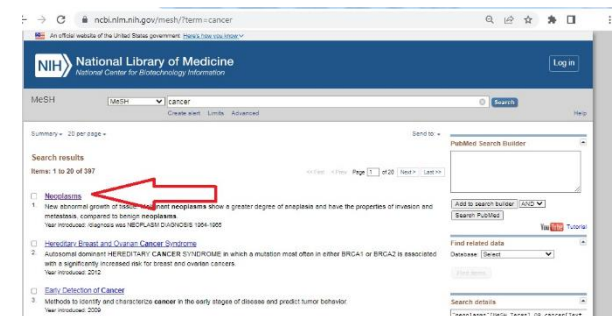 ncbi.nlm.nih.gov/mesh/?term=cancer
An official website of the United States government. Here's how you know
NIH National Library of Medicine
National Center for Biotechnology Information
Log in
MeSH MeSH cancer Search
Create alert Limits Advanced Help
Summary 20 per page Send to:
Search results
Items: 1 to 20 of 397
<< First < Prev Page 1 of 20 Next > Last >>
Neoplasms
1. New abnormal growth of tissue. Malignant neoplasms show a greater degree of anaplasia and have the properties of invasion and
metastasis, compared to benign neoplasms.
Year introduced: /diagnosis was NEOPLASM DIAGNOSIS 1964-1965
Hereditary Breast and Ovarian Cancer Syndrome
2. Autosomal dominant HEREDITARY CANCER SYNDROME in which a mutation most often in either BRCA1 or BRCA2 is associated
with a significantly increased risk for breast and ovarian cancers.
Year introduced: 2012
Early Detection of Cancer
3. Methods to identify and characterize cancer in the early stages of disease and predict tumor behavior.
Year introduced: 2009
PubMed Search Builder
Add to search builder AND
Search PubMed
YouTube Tutorial
Find related data
Database: Select
Find items
Search details
"neoplasms"[MeSH Terms] OR cancer[Text